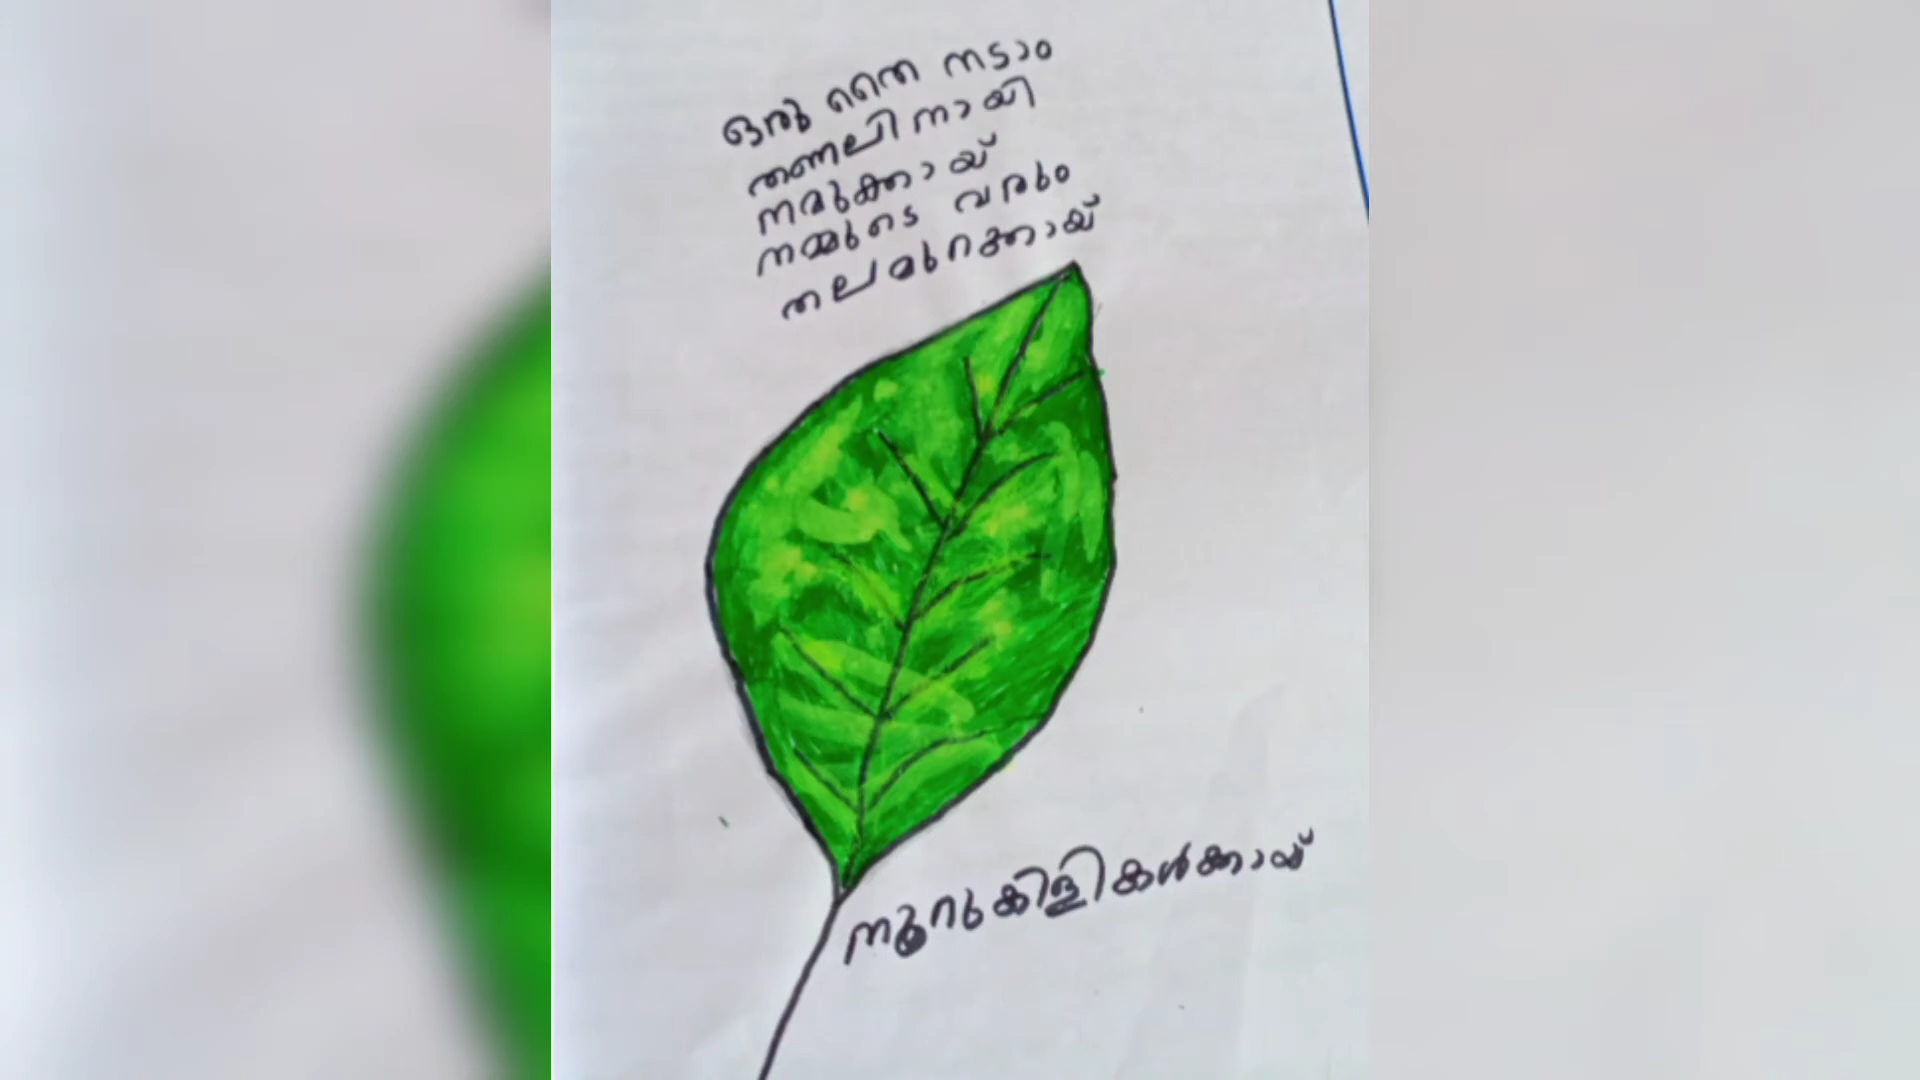 ഒരു തൈ നടാം
തണലിനായി
നമുക്കായ്
നമ്മുടെ വരും
തലമുറക്കായ്
നൂറുകിളികൾക്കായ്